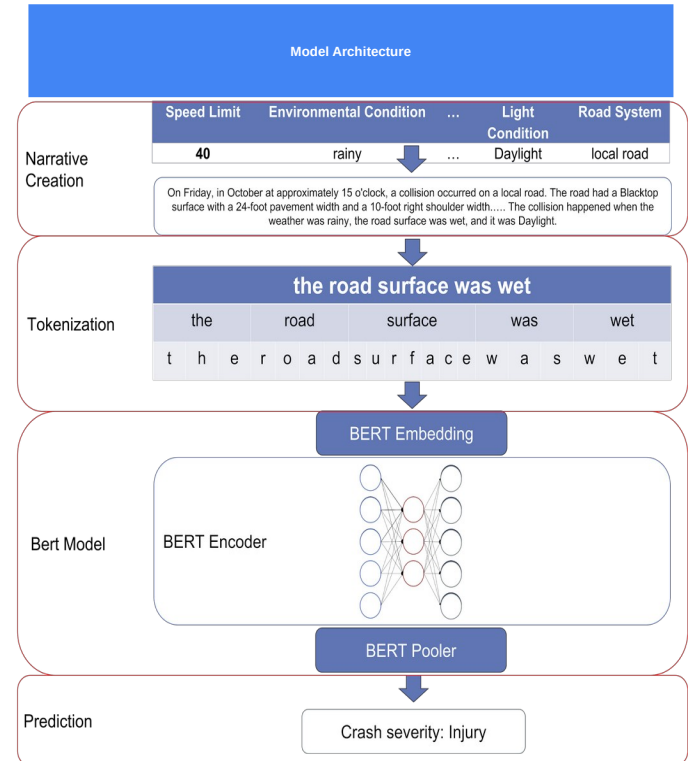 Model Architecture
Speed Limit Environmental Condition ... Light Condition Road System
40 rainy ... Daylight local road
Narrative
Creation
On Friday, in October at approximately 15 o'clock, a collision occurred on a local road. The road had a Blacktop
surface with a 24-foot pavement width and a 10-foot right shoulder width..... The collision happened when the
weather was rainy, the road surface was wet, and it was Daylight.
Tokenization
the road surface was wet
the road surface was wet
t h e r o a d s u r f a c e w a s w e t
Bert Model
BERT Embedding
BERT Encoder
BERT Pooler
Prediction
Crash severity: Injury